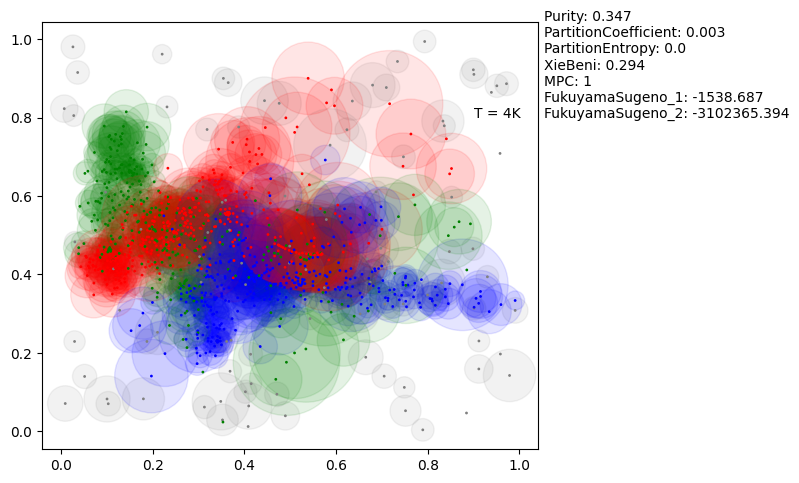 Purity: 0.347
PartitionCoefficient: 0.003
PartitionEntropy: 0.0
XieBeni: 0.294
MPC: 1
FukuyamaSugeno_1: -1538.687
FukuyamaSugeno_2: -3102365.394
T = 4K
1.0
0.8
0.6
0.4
0.2
0.0
0.0 0.2 0.4 0.6 0.8 1.0